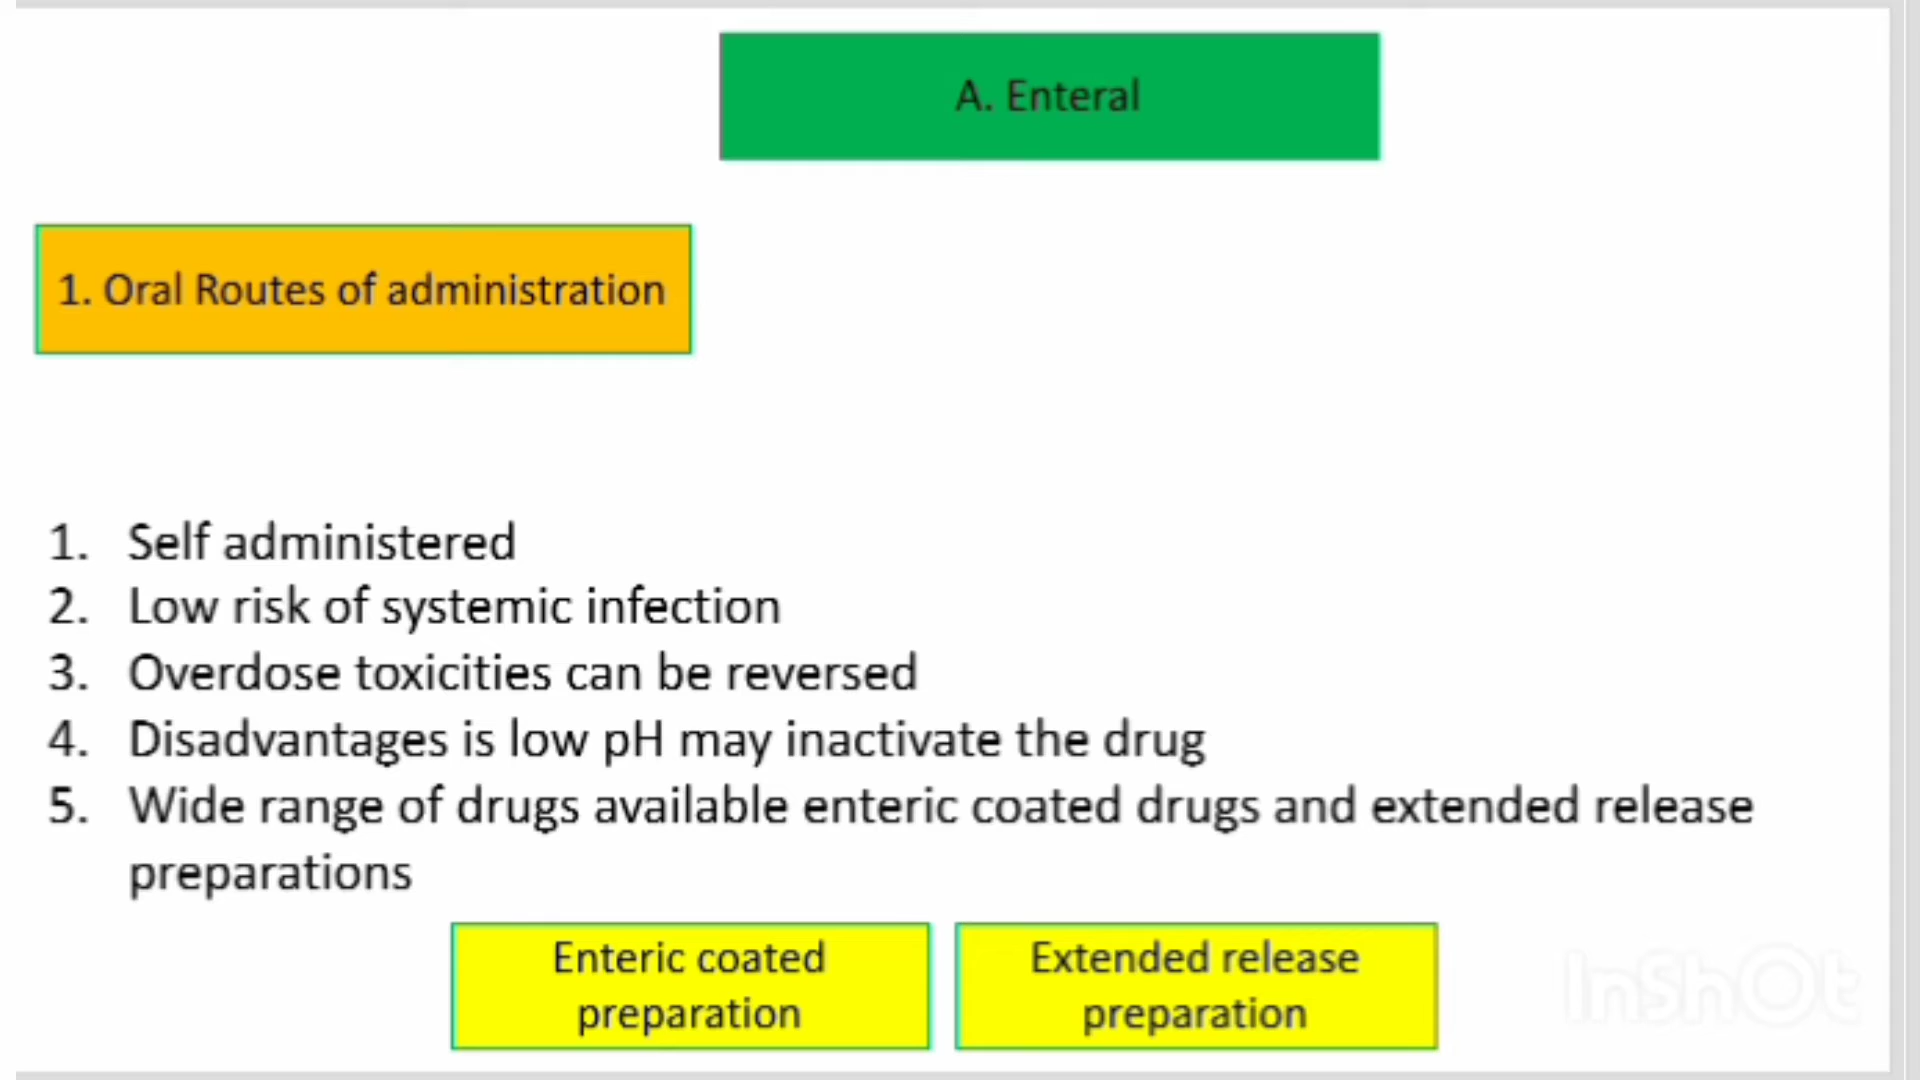 A. Enteral
1. Oral Routes of administration
1. Self administered
2. Low risk of systemic infection
3. Overdose toxicities can be reversed
4. Disadvantages is low pH may inactivate the drug
5. Wide range of drugs available enteric coated drugs and extended release
preparations
Enteric coated
preparation
Extended release
preparation
InShOt